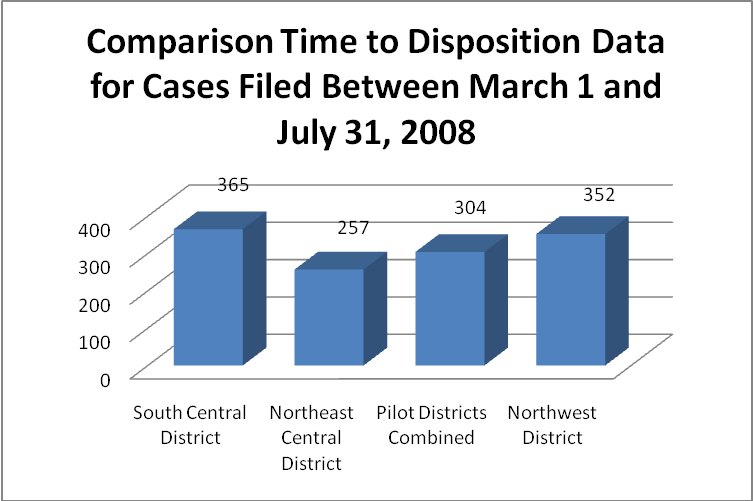 Comparison Time to Disposition Data
for Cases Filed Between March 1 and
July 31, 2008
365
257
304
352
400
300
200
100
0
South Central
District
Northeast
Central
District
Pilot Districts
Combined
Northwest
District